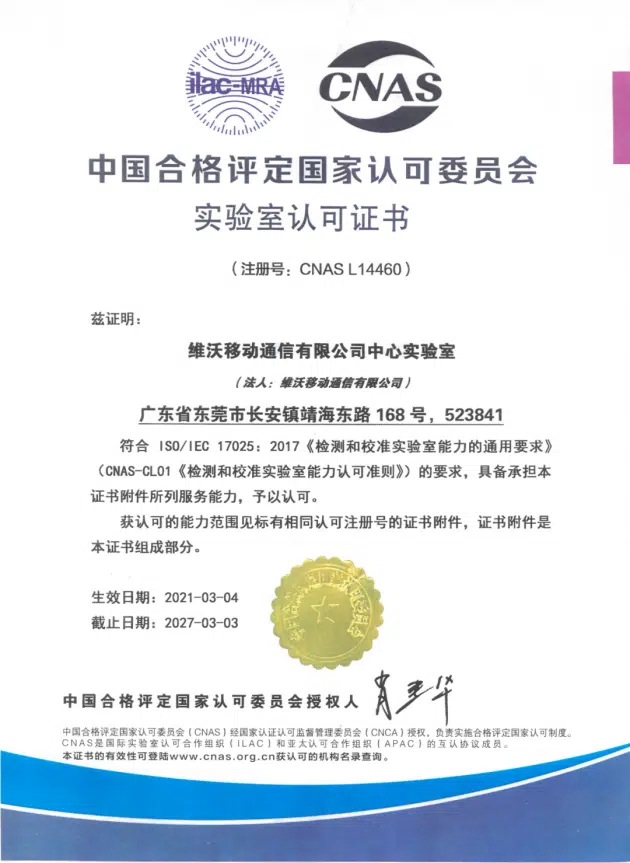 ilac-MRA
CNAS
中国合格评定国家认可委员会
实验室认可证书
（注册号：CNAS L14460）
兹证明：
维沃移动通信有限公司中心实验室
（法人：维沃移动通信有限公司）
广东省东莞市长安镇靖海东路 168 号，523841
符合 ISO/IEC 17025：2017《检测和校准实验室能力的通用要求》
（CNAS-CL01《检测和校准实验室能力认可准则》）的要求，具备承担本
证书附件所列服务能力，予以认可。
获认可的能力范围见标有相同认可注册号的证书附件，证书附件是
本证书组成部分。
生效日期：2021-03-04
截止日期：2027-03-03
中国合格评定国家认可委员会授权人
中国合格评定国家认可委员会（CNAS）经国家认证认可监督管理委员会（CNCA）授权，负责实施合格评定国家认可制度。
CNAS是国际实验室认可合作组织（ILAC）和亚太认可合作组织（APAC）的互认协议成员。
本证书的有效性可登陆www.cnas.org.cn获认可的机构名录查询。